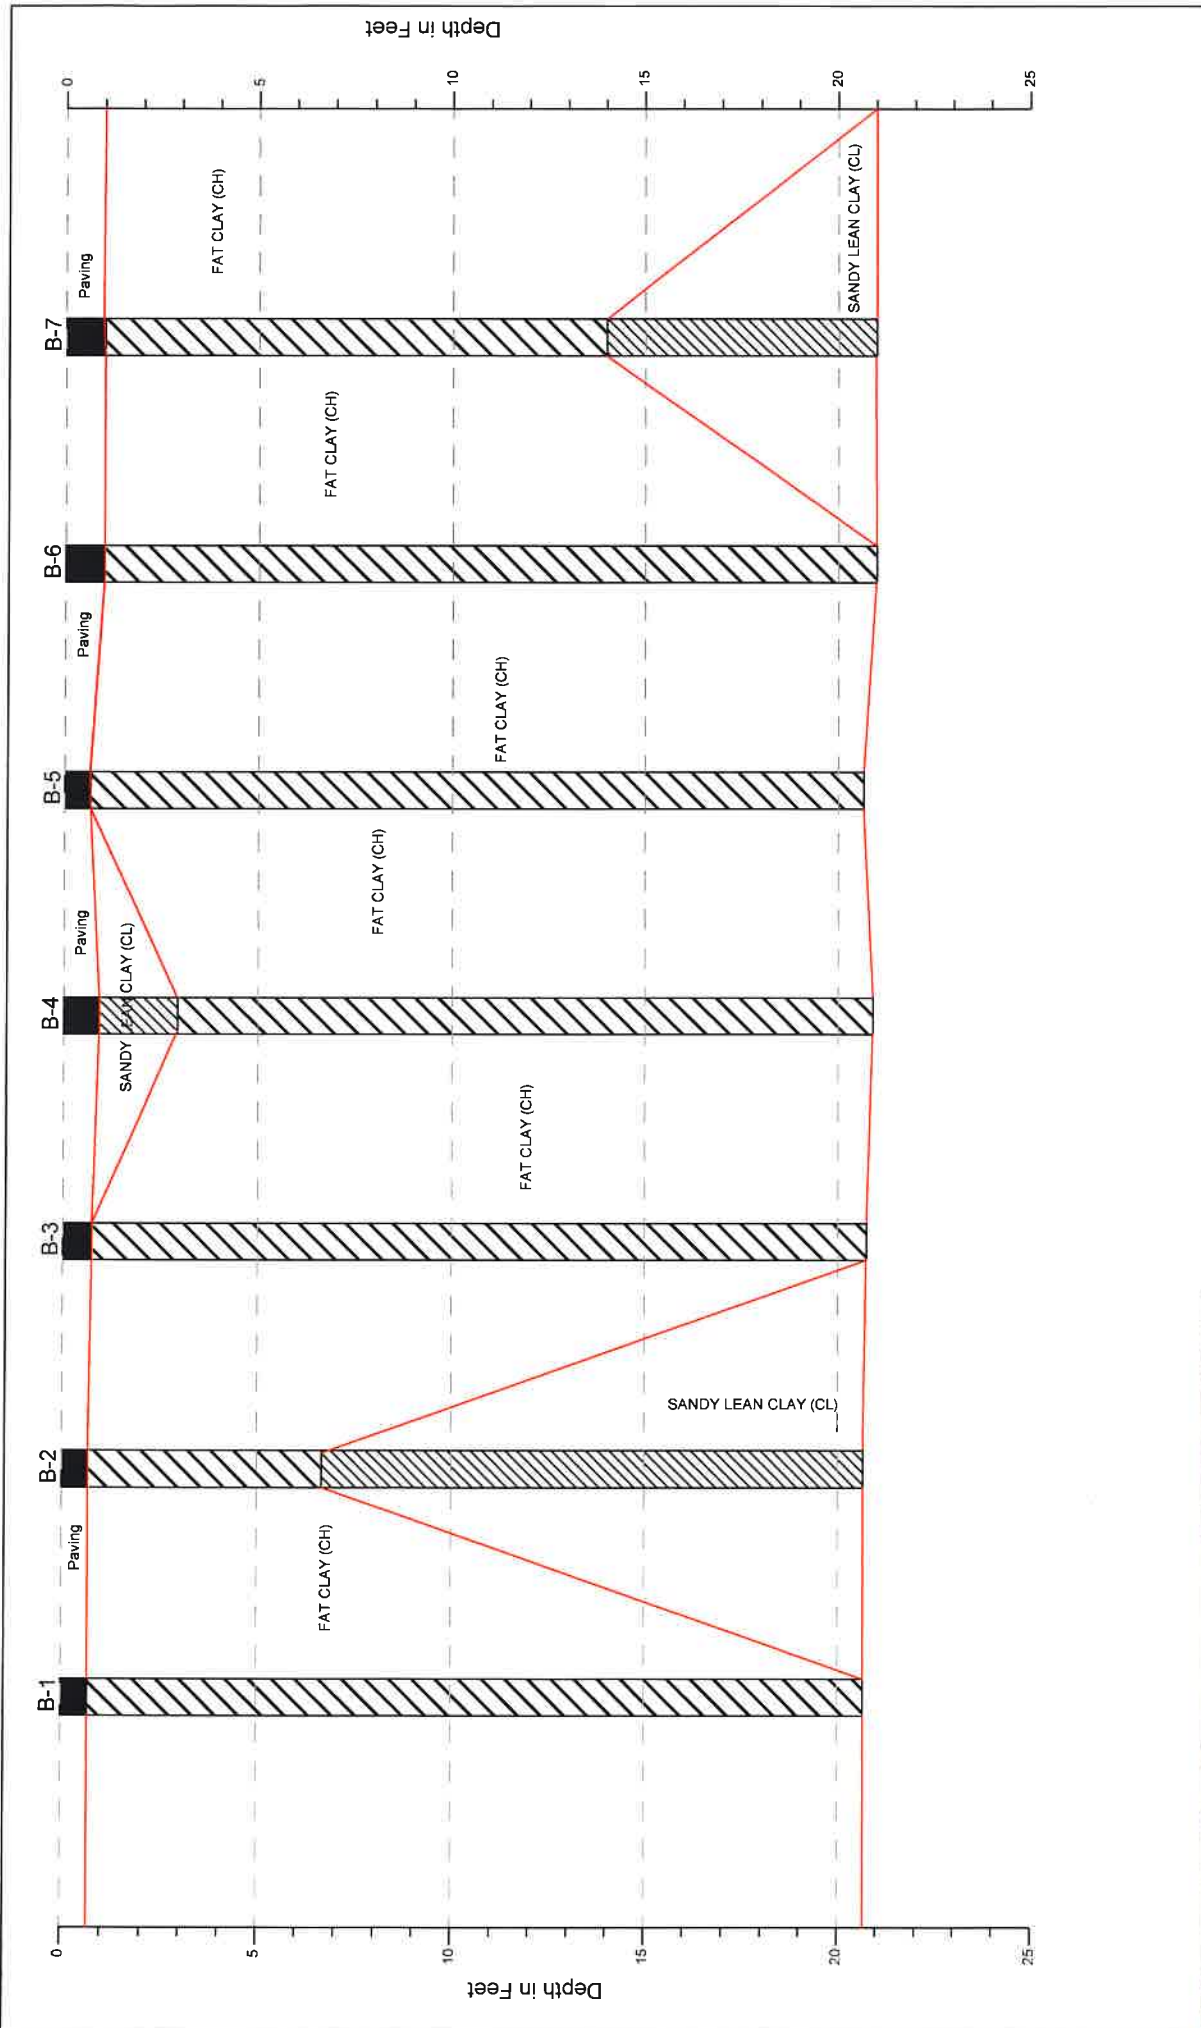 Depth in Feet
0
5
10
15
20
25
B-1
B-2
B-3
B-4
B-5
B-6
B-7
Paving
Paving
Paving
Paving
FAT CLAY (CH)
SANDY LEAN CLAY (CL)
FAT CLAY (CH)
SANDY LEAN CLAY (CL)
FAT CLAY (CH)
FAT CLAY (CH)
FAT CLAY (CH)
FAT CLAY (CH)
SANDY LEAN CLAY (CL)
0
5
10
15
20
25
Depth in Feet